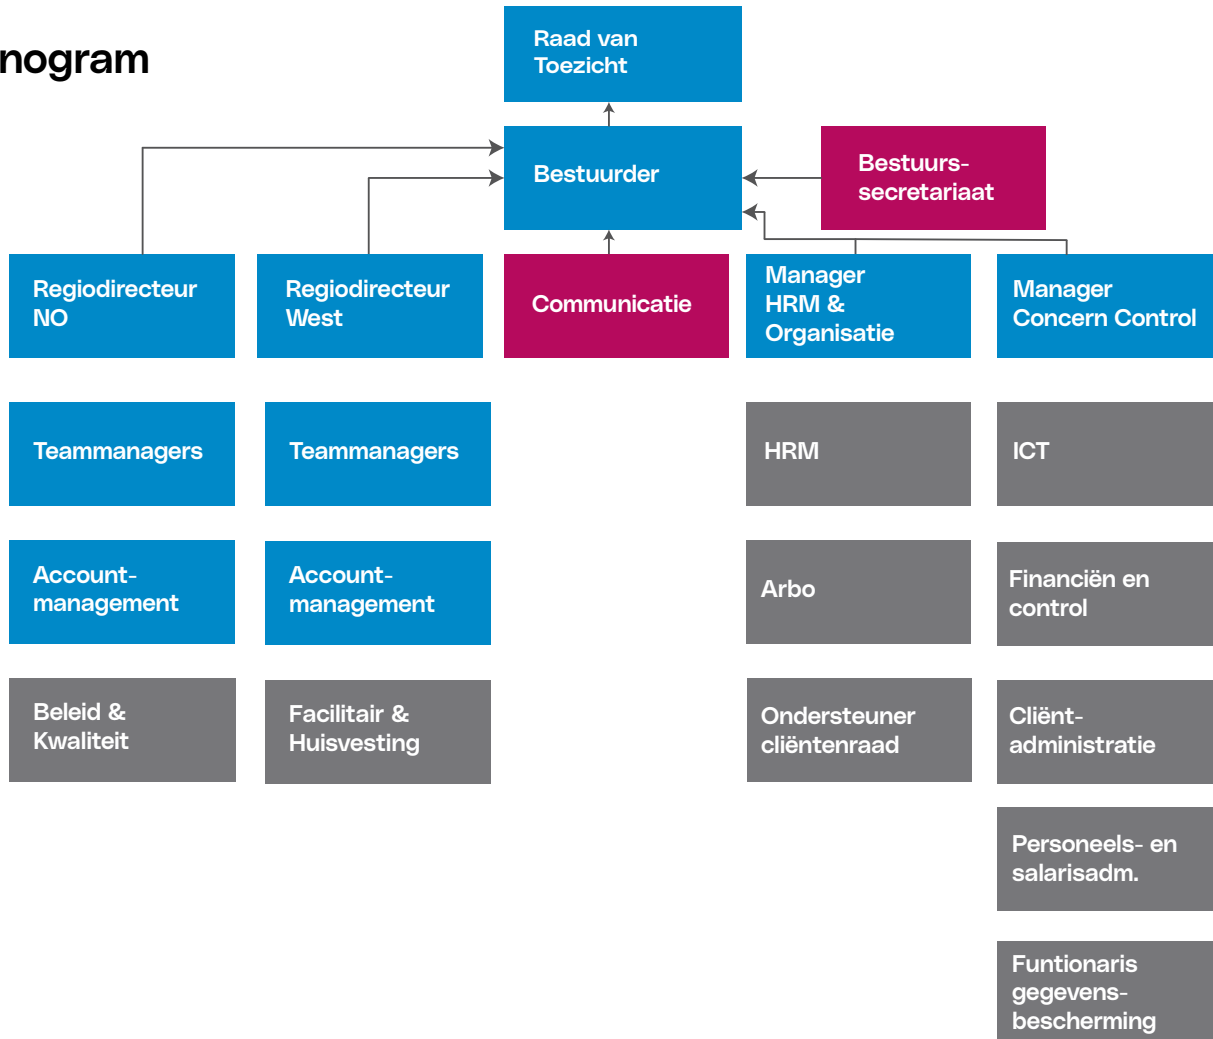 nogram
Raad van
Toezicht
Bestuurder
Bestuurs-
secretariaat
Regiodirecteur
NO
Regiodirecteur
West
Communicatie
Manager
HRM &
Organisatie
Manager
Concern Control
Teammanagers
Teammanagers
HRM
ICT
Account-
management
Account-
management
Arbo
Financiën en
control
Beleid &
Kwaliteit
Facilitair &
Huisvesting
Ondersteuner
cliëntenraad
Cliënt-
administratie
Personeels- en
salarisadm.
Funtionaris
gegevens-
bescherming